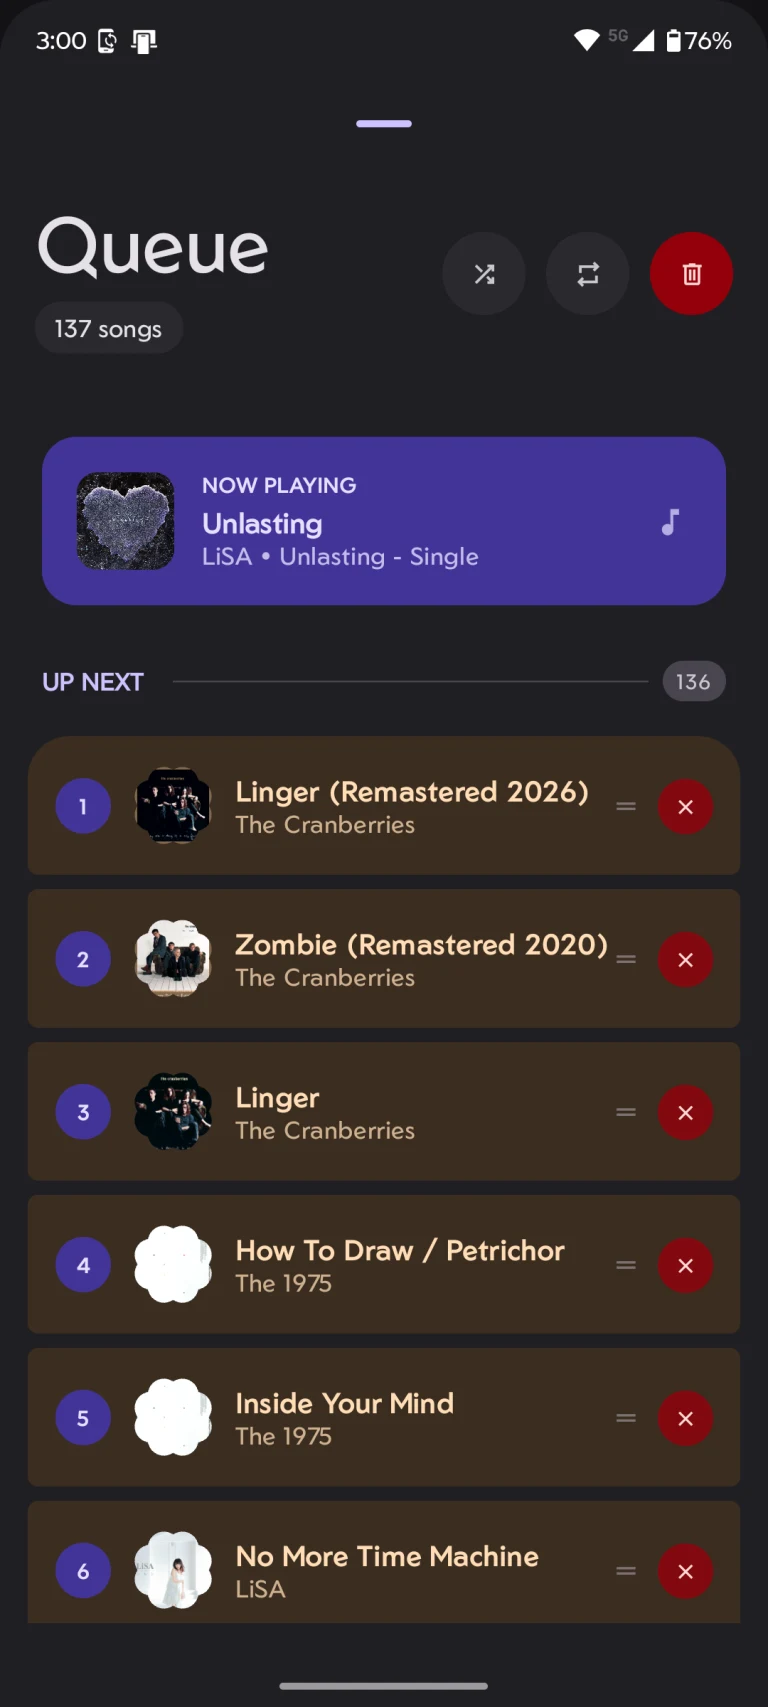 3:00
5G
76%
Queue
137 songs
NOW PLAYING
Unlasting
LiSA • Unlasting - Single
UP NEXT
136
1
Linger (Remastered 2026)
The Cranberries
2
Zombie (Remastered 2020)
The Cranberries
3
Linger
The Cranberries
4
How To Draw / Petrichor
The 1975
5
Inside Your Mind
The 1975
6
No More Time Machine
LiSA